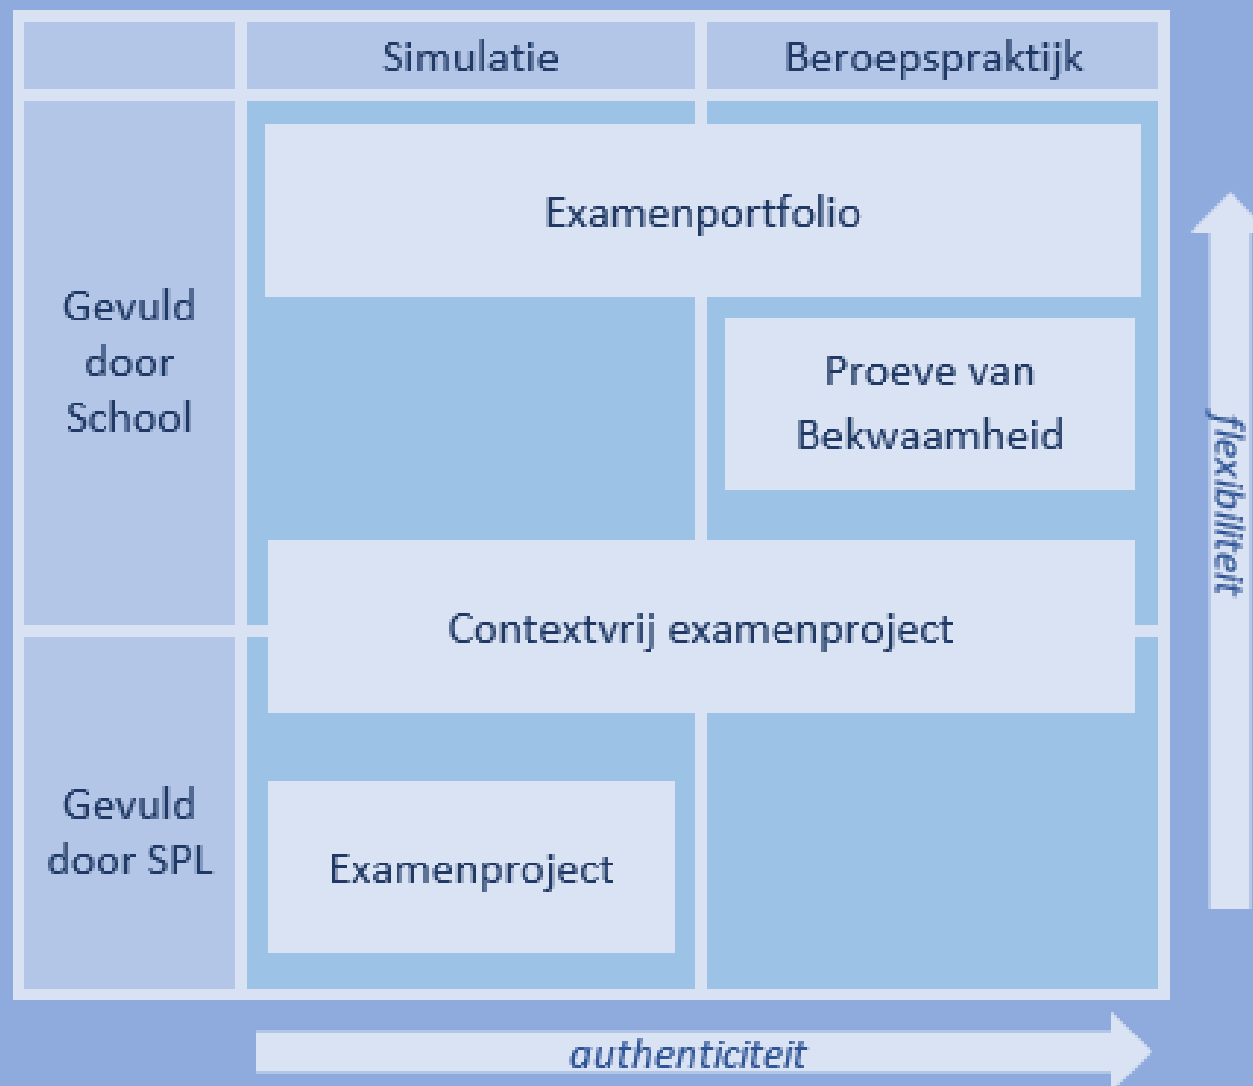 Simulatie
Beroepspraktijk
Examenportfolio
Gevuld
door
School
Proeve van
Bekwaamheid
flexibiliteit
Contextvrij examenproject
Gevuld
door SPL
Examenproject
authenticiteit